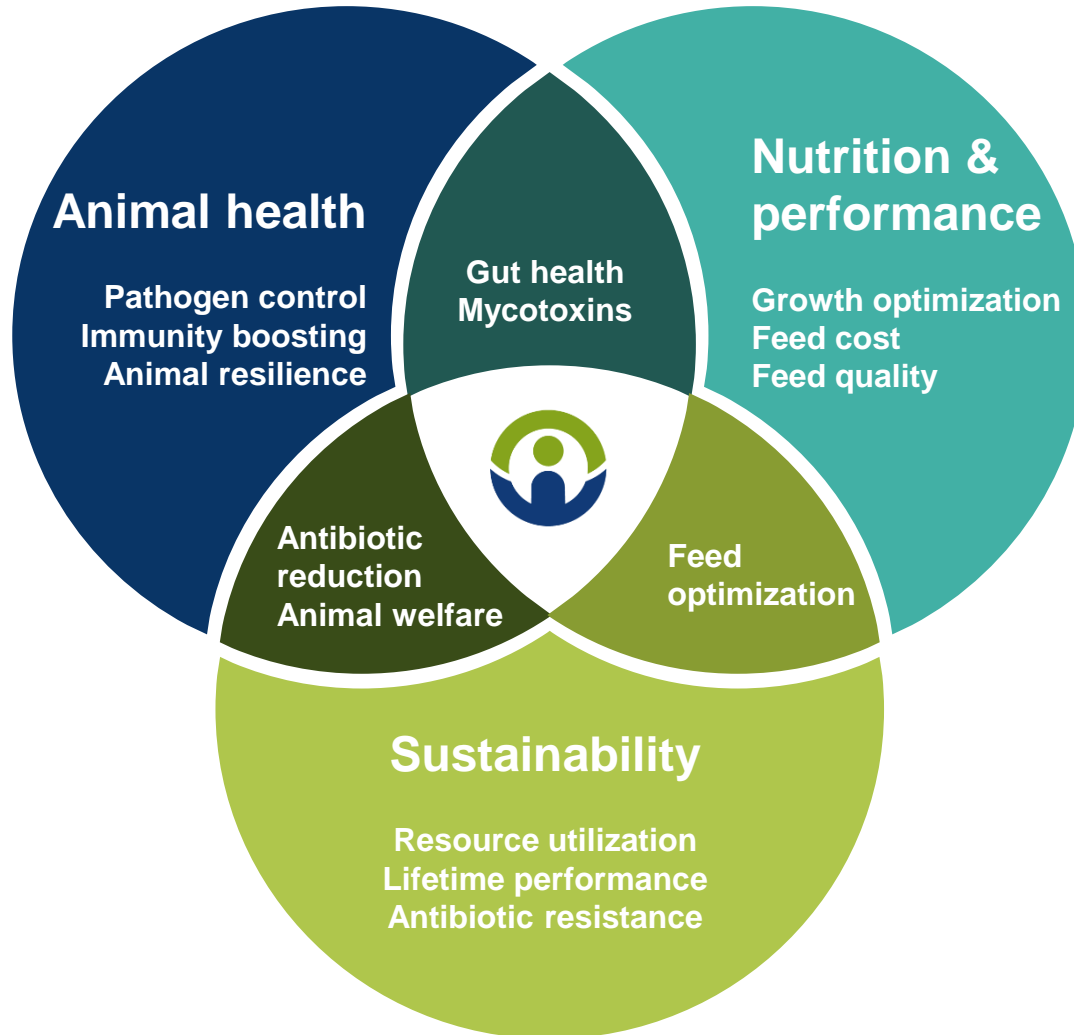 Animal health
Pathogen control
Immunity boosting
Animal resilience
Nutrition &
performance
Growth optimization
Feed cost
Feed quality
Gut health
Mycotoxins
Antibiotic
reduction
Animal welfare
Feed
optimization
Sustainability
Resource utilization
Lifetime performance
Antibiotic resistance